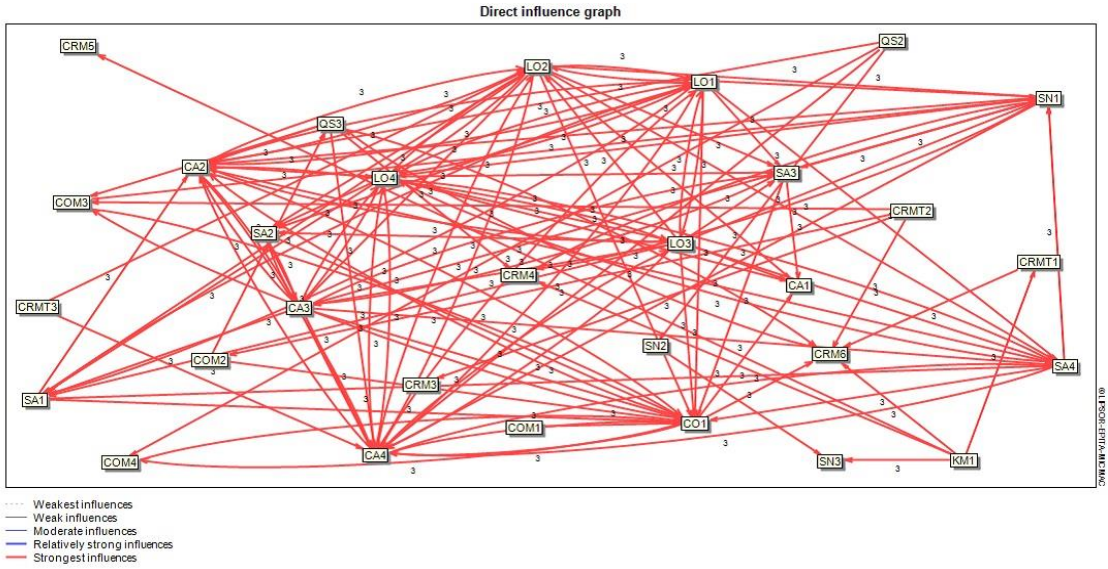 Direct influence graph
CRM5
QS2
LO2
LO1
SN1
QS3
CA2
LO4
SA3
COM3
CRMT2
SA2
LO3
CRMT1
CRM4
CA1
CRMT3
CA3
SN2
CRM6
COM2
SA4
CRM3
SA1
COM1
CO1
CA4
COM4
SN3
KM1
3
© LIPSOR-EPITA-MICMAC
Weakest influences
Weak influences
Moderate influences
Relatively strong influences
Strongest influences